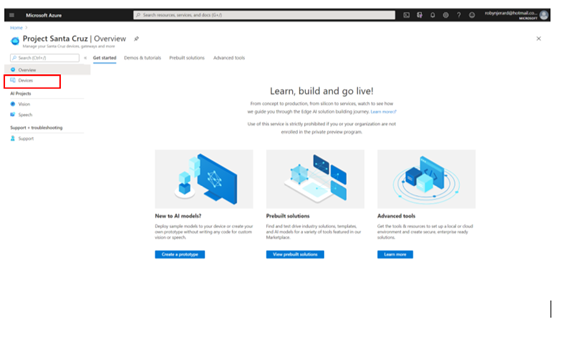 Microsoft Azure
Search resources, services, and docs (G+/)
MICROSOFT
Home
Project Santa Cruz | Overview
Manage your Santa Cruz devices, gateways and more
Search (Ctrl+/)
Get started
Demos & tutorials
Prebuilt solutions
Advanced tools
Overview
Devices
AI Projects
Vision
Speech
Support + troubleshooting
Support
Learn, build and go live!
From concept to production, from silicon to services, watch to see how
we guide you through the Edge AI solution building journey. Learn more
Use of this service is strictly prohibited if you or your organization are not
enrolled in the private preview program.
New to AI models?
Deploy sample models to your device or create your
own prototype without writing any code for custom
vision or speech.
Create a prototype
Prebuilt solutions
Find and test drive industry solutions, templates,
and AI models for a variety of tools featured in our
Marketplace.
View prebuilt solutions
Advanced tools
Get the tools & resources to set up a local or cloud
environment and create secure, enterprise ready
solutions.
Learn more